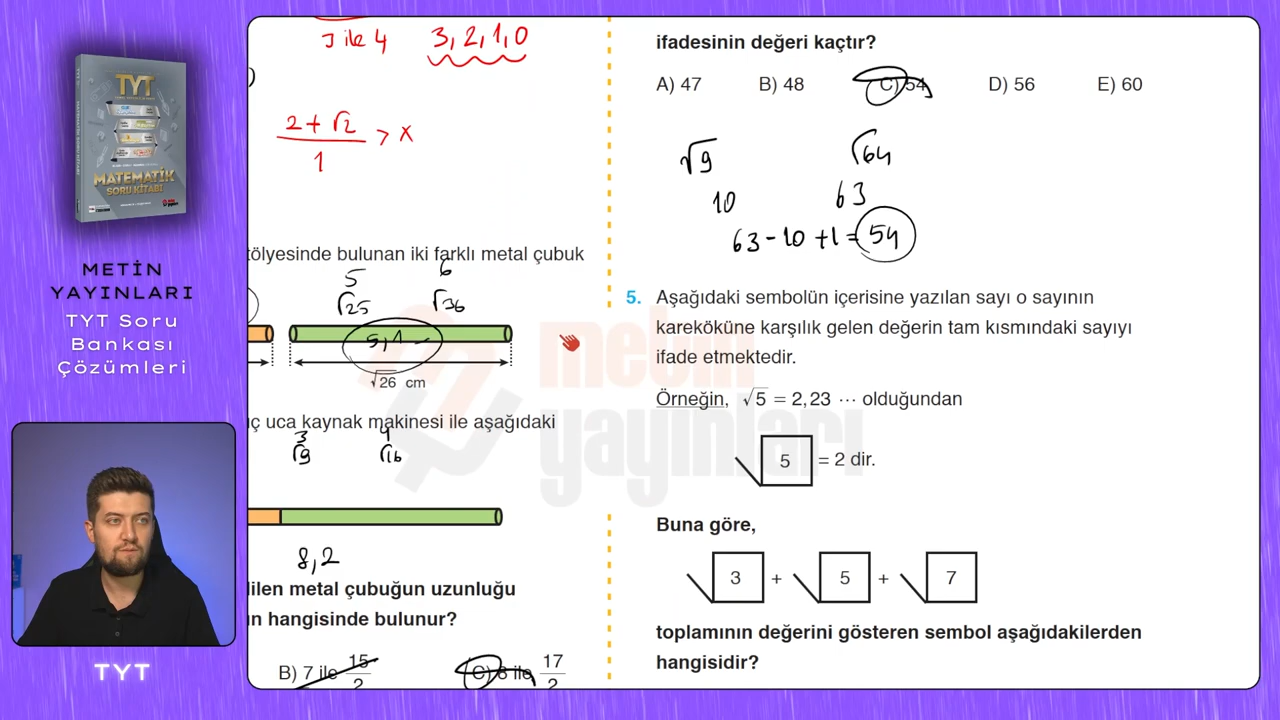 TYT
MATEMATİK
SORU KİTABI
METİN
YAYINLARI
TYT Soru
Bankası
Çözümleri
TYT
3 ile 4 3, 2, 1, 0
2 + √2 / 1 > x
ölyesinde bulunan iki farklı metal çubuk
5 6
√25 √36
5,1
√26 cm
ıç uca kaynak makinesi ile aşağıdaki
3 4
√9 √16
8,2
dilen metal çubuğun uzunluğu
ın hangisinde bulunur?
B) 7 ile 15/2 C) 8 ile 17/2
ifadesinin değeri kaçtır?
A) 47 B) 48 C) 54 D) 56 E) 60
√9 √64
10 63
63 - 10 + 1 = 54
5. Aşağıdaki sembolün içerisine yazılan sayı o sayının
kareköküne karşılık gelen değerin tam kısmındaki sayıyı
ifade etmektedir.
Örneğin, √5 = 2,23 ··· olduğundan
5 = 2 dir.
Buna göre,
3 + 5 + 7
toplamının değerini gösteren sembol aşağıdakilerden
hangisidir?
metin
yayınları